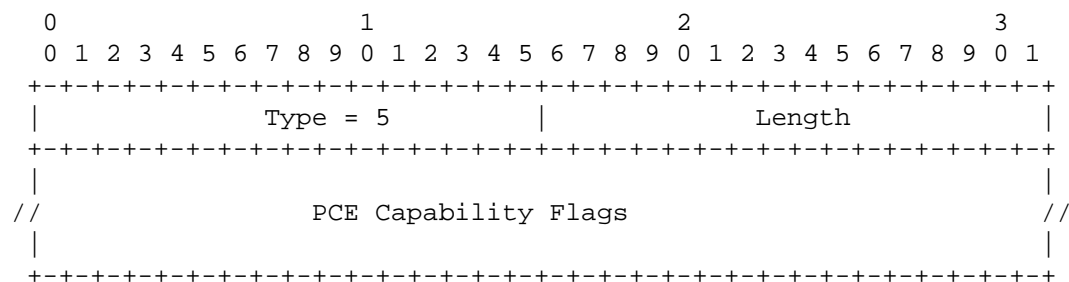 0                   1                   2                   3
 0 1 2 3 4 5 6 7 8 9 0 1 2 3 4 5 6 7 8 9 0 1 2 3 4 5 6 7 8 9 0 1
+-+-+-+-+-+-+-+-+-+-+-+-+-+-+-+-+-+-+-+-+-+-+-+-+-+-+-+-+-+-+-+-+
|              Type = 5         |             Length            |
+-+-+-+-+-+-+-+-+-+-+-+-+-+-+-+-+-+-+-+-+-+-+-+-+-+-+-+-+-+-+-+-+
|                                                               |
//                 PCE Capability Flags                          //
|                                                               |
+-+-+-+-+-+-+-+-+-+-+-+-+-+-+-+-+-+-+-+-+-+-+-+-+-+-+-+-+-+-+-+-+